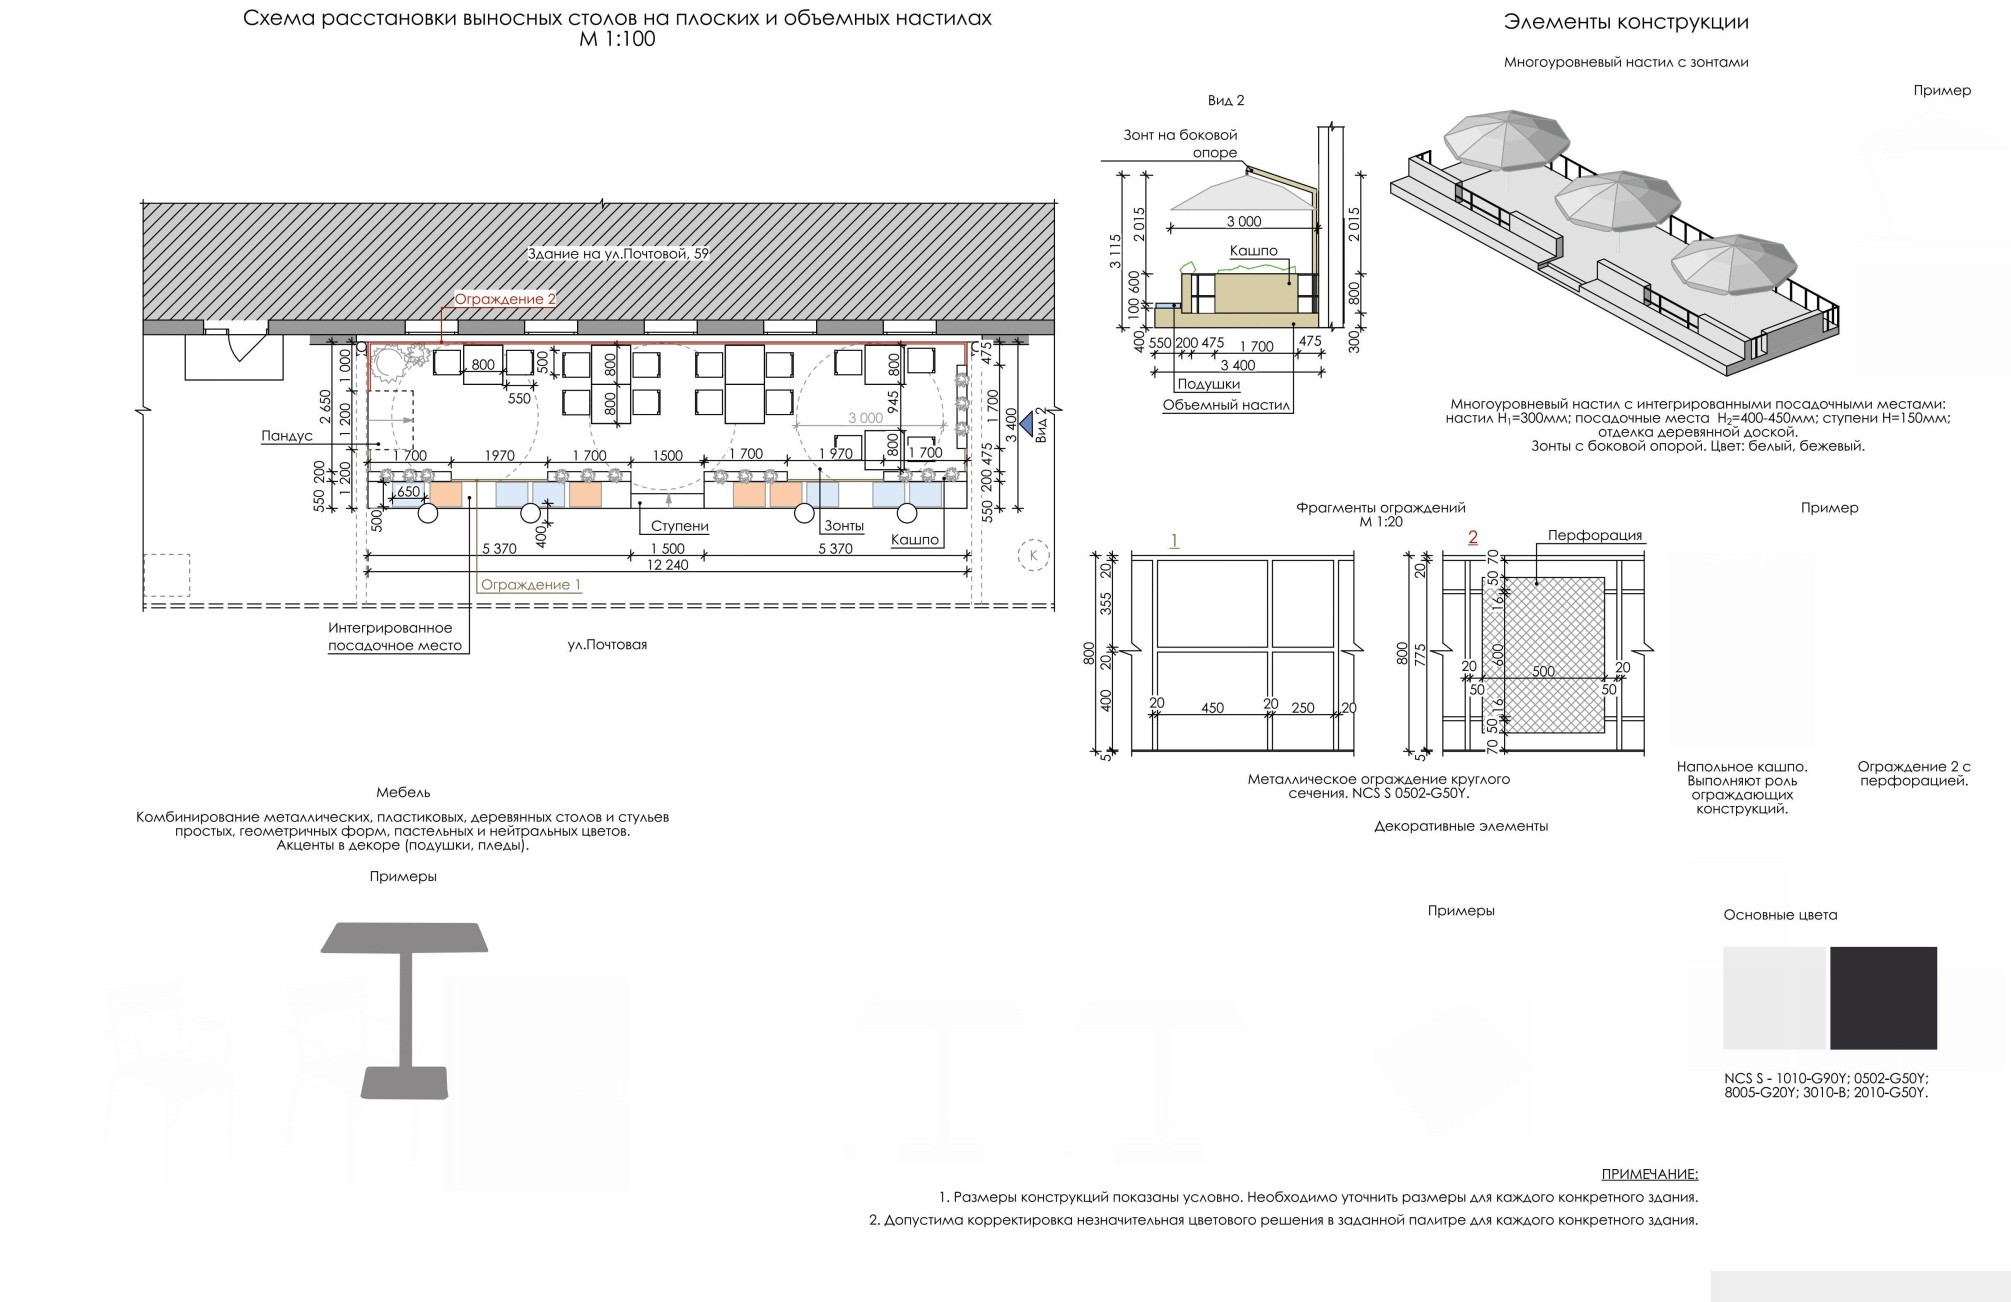 Схема расстановки выносных столов на плоских и объемных настилах
М 1:100
Здание на ул.Почтовой, 59
Ограждение 2
800
550
500
800
800
800
945
800
3 000
1 000
1 200
1 200
2 650
200
550
475
1 700
475
200
550
3 400
Вид 2
Пандус
1 700
1970
1 700
1500
1 700
1 970
1 700
650
500
400
Ступени
Зонты
Кашпо
5 370
1 500
5 370
12 240
Ограждение 1
К
Интегрированное
посадочное место
ул.Почтовая
Мебель
Комбинирование металлических, пластиковых, деревянных столов и стульев
простых, геометричных форм, пастельных и нейтральных цветов.
Акценты в декоре (подушки, пледы).
Примеры
Элементы конструкции
Многоуровневый настил с зонтами
Пример
Вид 2
Зонт на боковой
опоре
3 000
Кашпо
3 115
2 015
600
100
400
2 015
800
300
550
200
475
1 700
475
3 400
Подушки
Объемный настил
Многоуровневый настил с интегрированными посадочными местами:
настил H₁=300мм; посадочные места H₂=400-450мм; ступени H=150мм;
отделка деревянной доской.
Зонты с боковой опорой. Цвет: белый, бежевый.
Фрагменты ограждений
М 1:20
Пример
1
20
355
20
400
5
800
20
450
20
250
20
2
Перфорация
20
775
5
800
70
50
16
600
16
50
70
20
50
500
50
20
Металлическое ограждение круглого
сечения. NCS S 0502-G50Y.
Напольное кашпо.
Выполняют роль
ограждающих
конструкций.
Ограждение 2 с
перфорацией.
Декоративные элементы
Примеры
Основные цвета
NCS S - 1010-G90Y; 0502-G50Y;
8005-G20Y; 3010-B; 2010-G50Y.
ПРИМЕЧАНИЕ:
1. Размеры конструкций показаны условно. Необходимо уточнить размеры для каждого конкретного здания.
2. Допустима корректировка незначительная цветового решения в заданной палитре для каждого конкретного здания.